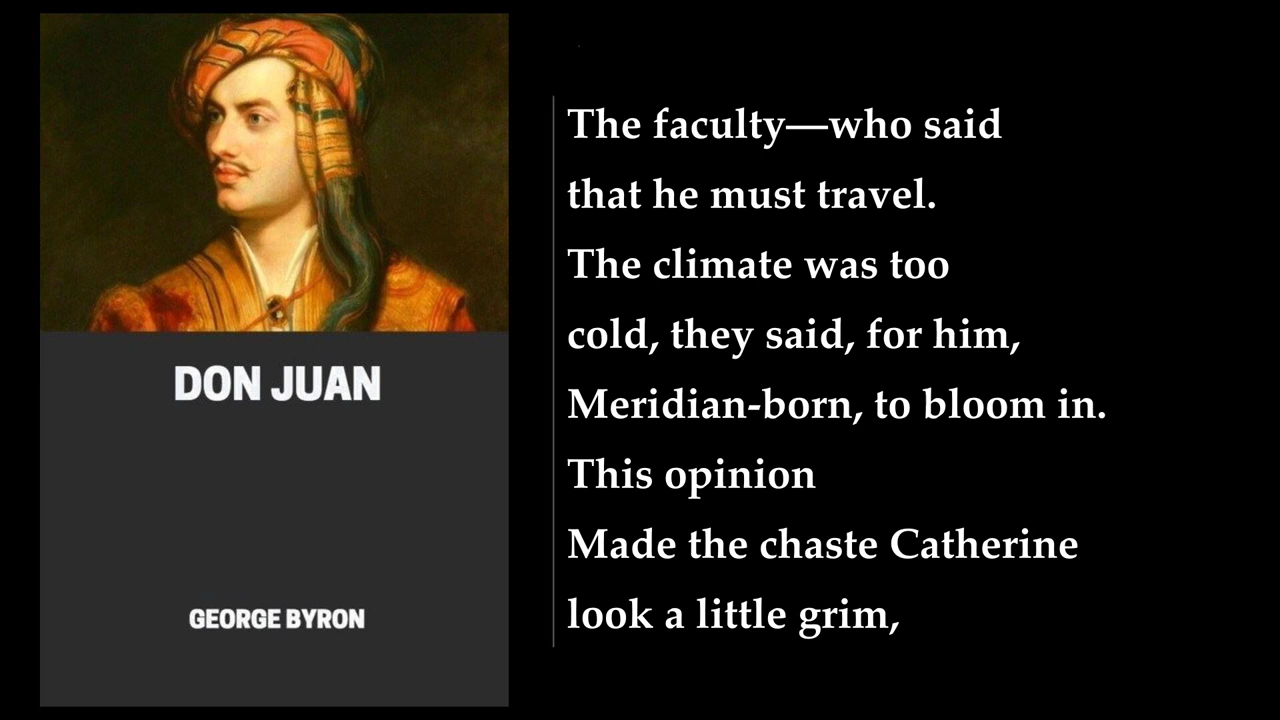 DON JUAN
GEORGE BYRON
The faculty—who said
that he must travel.
The climate was too
cold, they said, for him,
Meridian-born, to bloom in.
This opinion
Made the chaste Catherine
look a little grim,